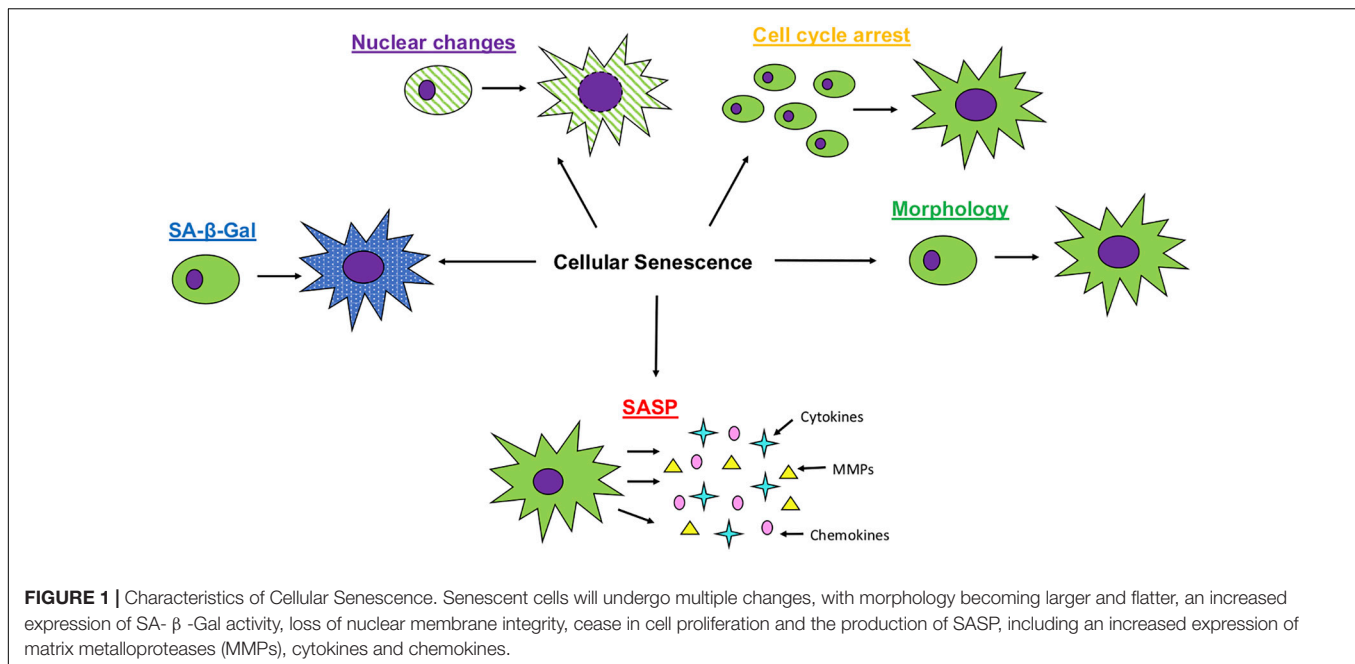 Nuclear changes
Cell cycle arrest
SA-β-Gal
Morphology
Cellular Senescence
SASP
Cytokines
MMPs
Chemokines
FIGURE 1 | Characteristics of Cellular Senescence. Senescent cells will undergo multiple changes, with morphology becoming larger and flatter, an increased
expression of SA- β -Gal activity, loss of nuclear membrane integrity, cease in cell proliferation and the production of SASP, including an increased expression of
matrix metalloproteases (MMPs), cytokines and chemokines.